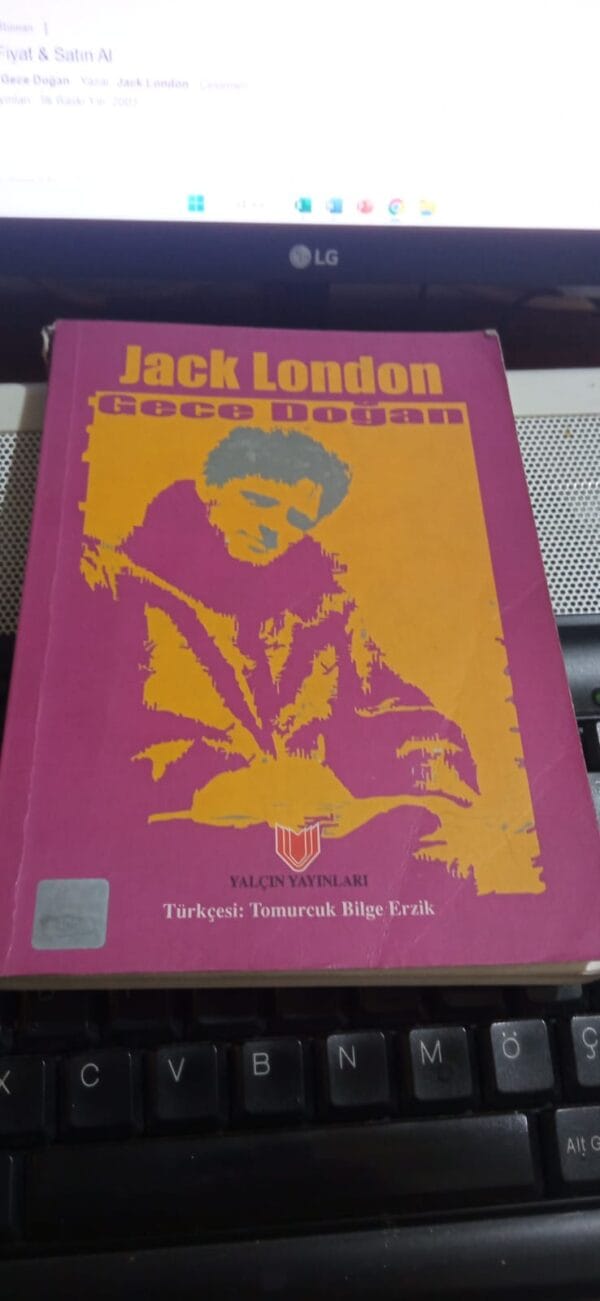 Fiyat & Satın Al
Gece Doğan Yazar Jack London
LG
Jack London
Gece Doğan
YALÇIN YAYINLARI
Türkçesi: Tomurcuk Bilge Erzik
X C V B N M Ö Ç
Alt G